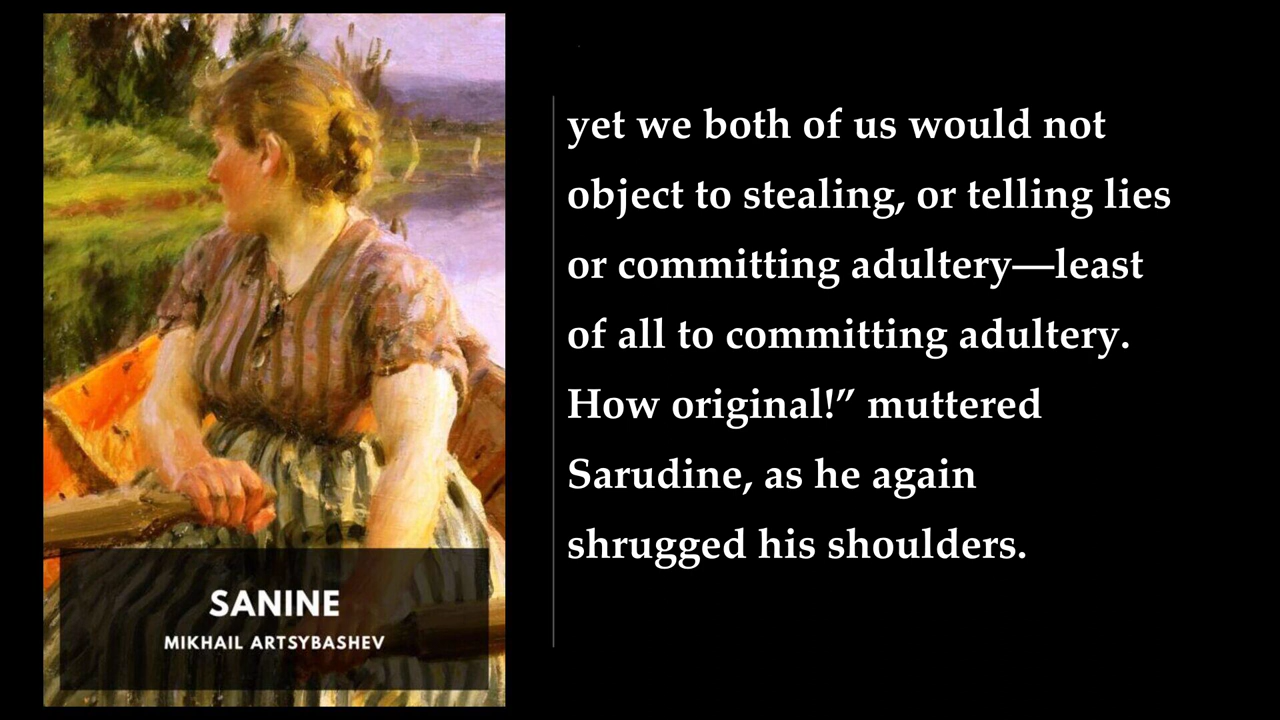 SANINE
MIKHAIL ARTSYBASHEV
yet we both of us would not
object to stealing, or telling lies
or committing adultery—least
of all to committing adultery.
How original!” muttered
Sarudine, as he again
shrugged his shoulders.